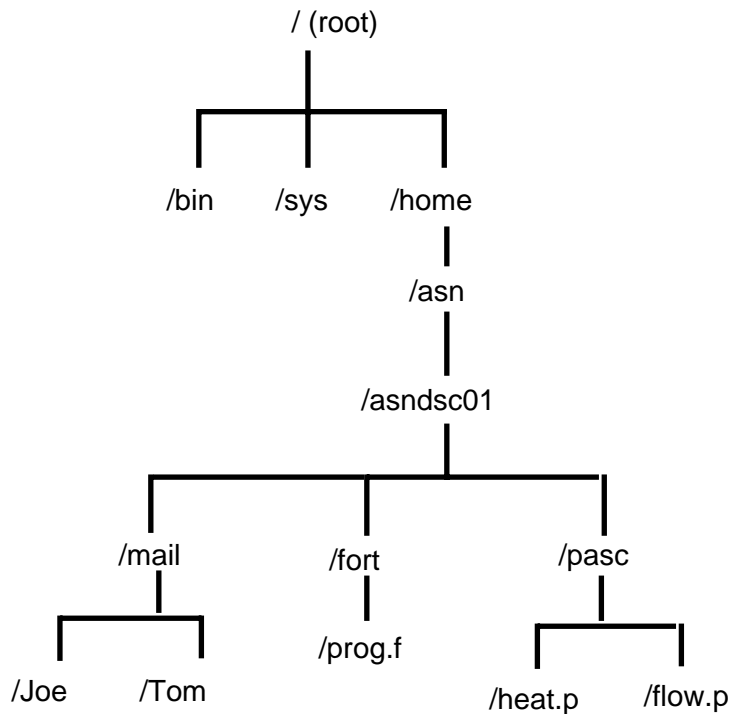 / (root)
/bin /sys /home
/asn
/asndsc01
/mail /fort /pasc
/prog.f
/Joe /Tom /heat.p /flow.p